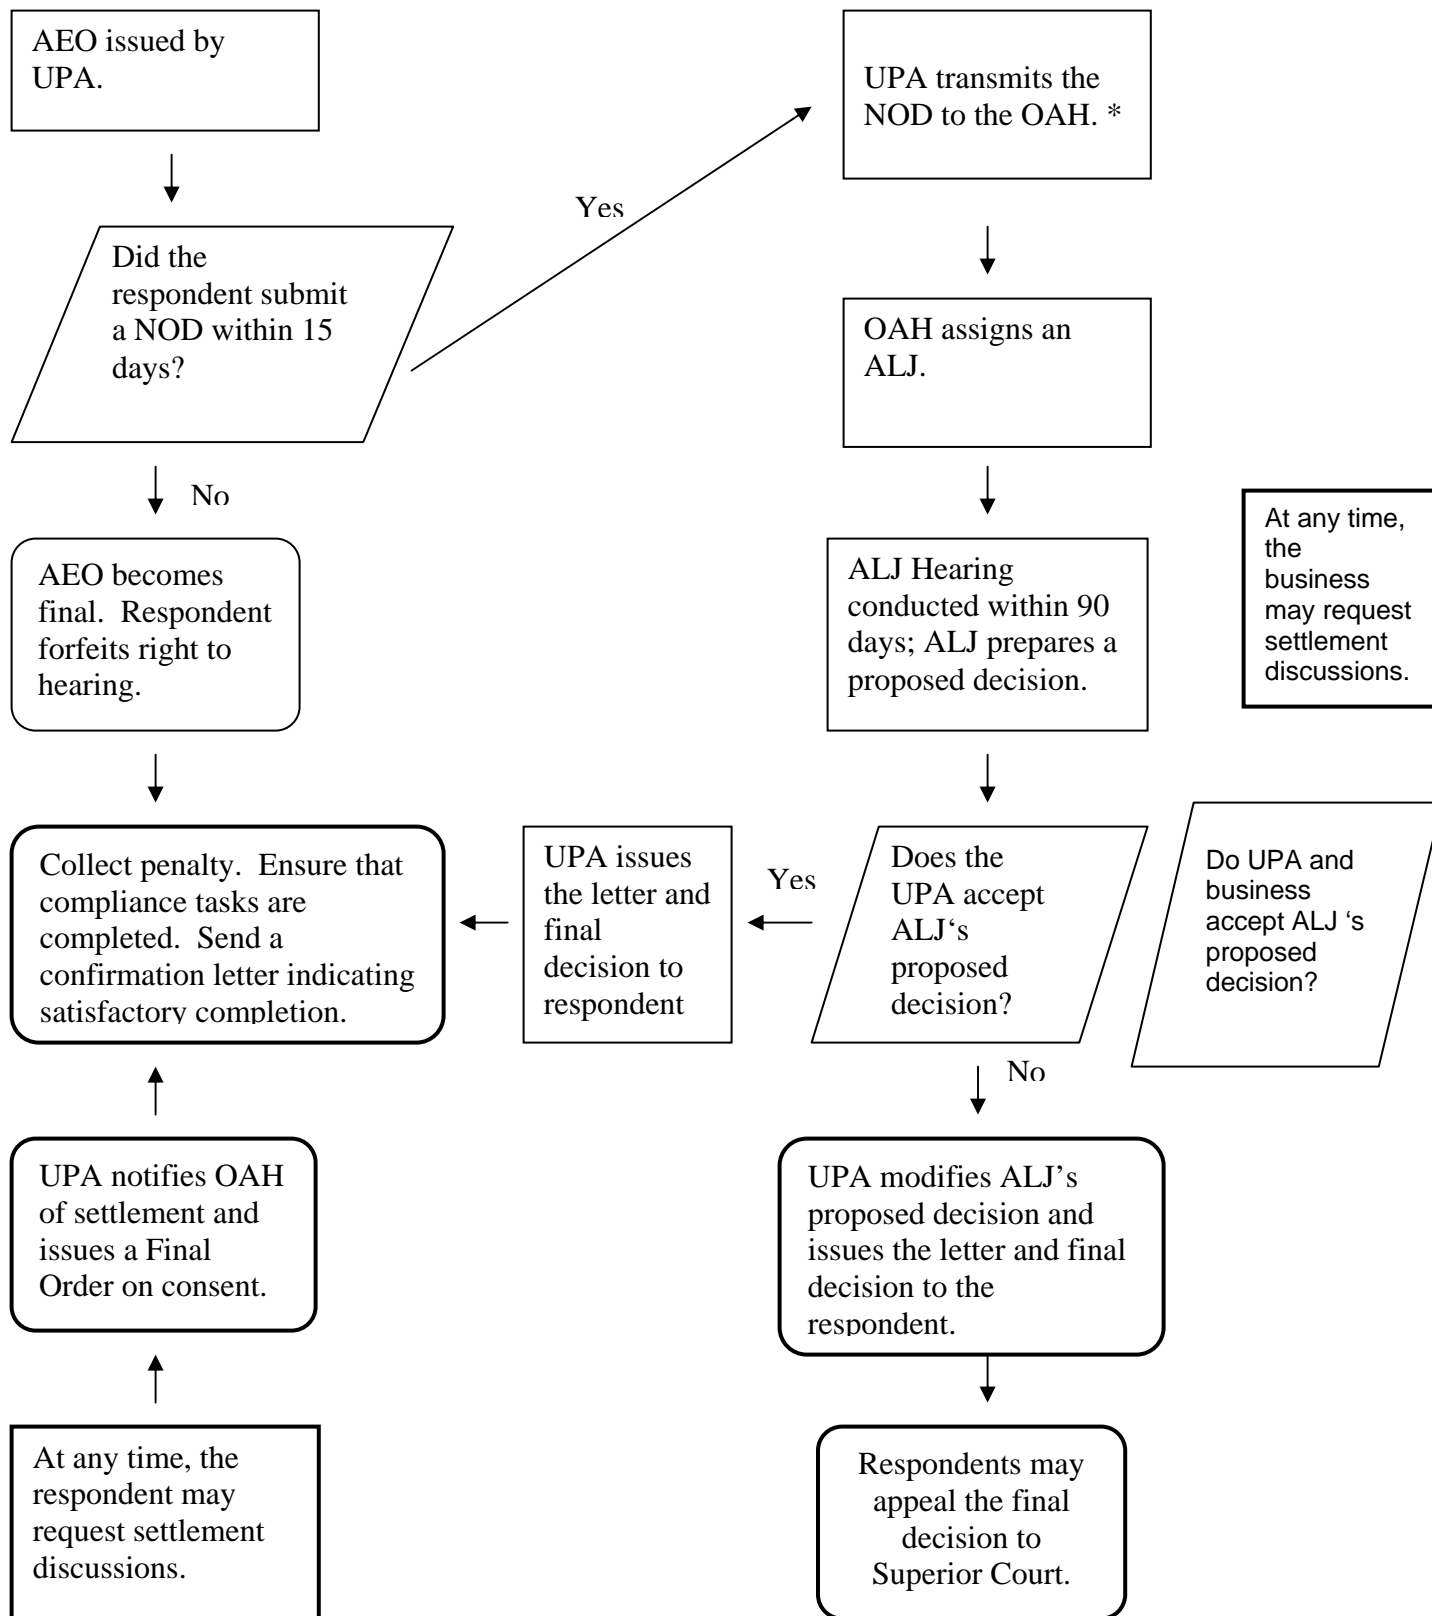 AEO issued by
UPA.
UPA transmits the
NOD to the OAH. *
Yes
Did the
respondent submit
a NOD within 15
days?
OAH assigns an
ALJ.
No
AEO becomes
final.  Respondent
forfeits right to
hearing.
ALJ Hearing
conducted within 90
days; ALJ prepares a
proposed decision.
At any time,
the
business
may request
settlement
discussions.
Collect penalty.  Ensure that
compliance tasks are
completed.  Send a
confirmation letter indicating
satisfactory completion.
UPA issues
the letter and
final
decision to
respondent
Yes
Does the
UPA accept
ALJ‘s
proposed
decision?
Do UPA and
business
accept ALJ ‘s
proposed
decision?
No
UPA notifies OAH
of settlement and
issues a Final
Order on consent.
UPA modifies ALJ’s
proposed decision and
issues the letter and final
decision to the
respondent.
At any time, the
respondent may
request settlement
discussions.
Respondents may
appeal the final
decision to
Superior Court.